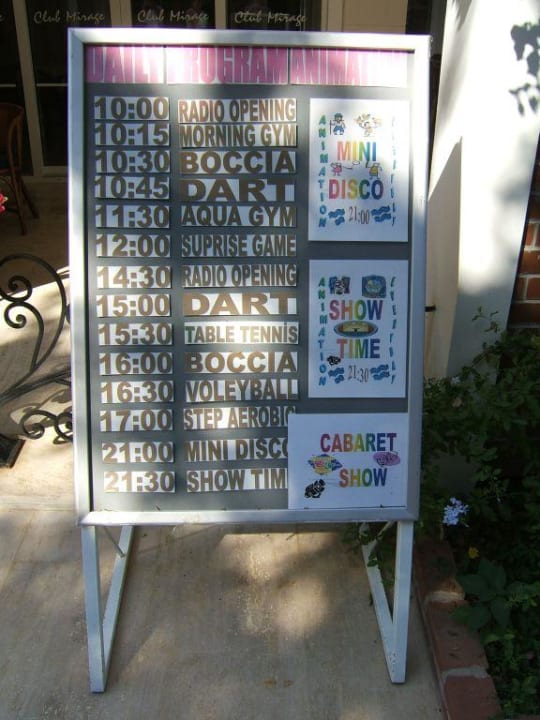 Club Mirage Club Mirage Club Mirage
DAILY PROGRAM ANIMATION
10:00 RADIO OPENING
10:15 MORNING GYM
10:30 BOCCIA
10:45 DART
11:30 AQUA GYM
12:00 SUPRISE GAME
14:30 RADIO OPENING
15:00 DART
15:30 TABLE TENNİS
16:00 BOCCIA
16:30 VOLEYBALL
17:00 STEP AEROBIC
21:00 MINI DISCO
21:30 SHOW TIM
ANIMATION
MINI
DISCO
21:00
ANIMATION
SHOW
TIME
21:30
CABARET
SHOW